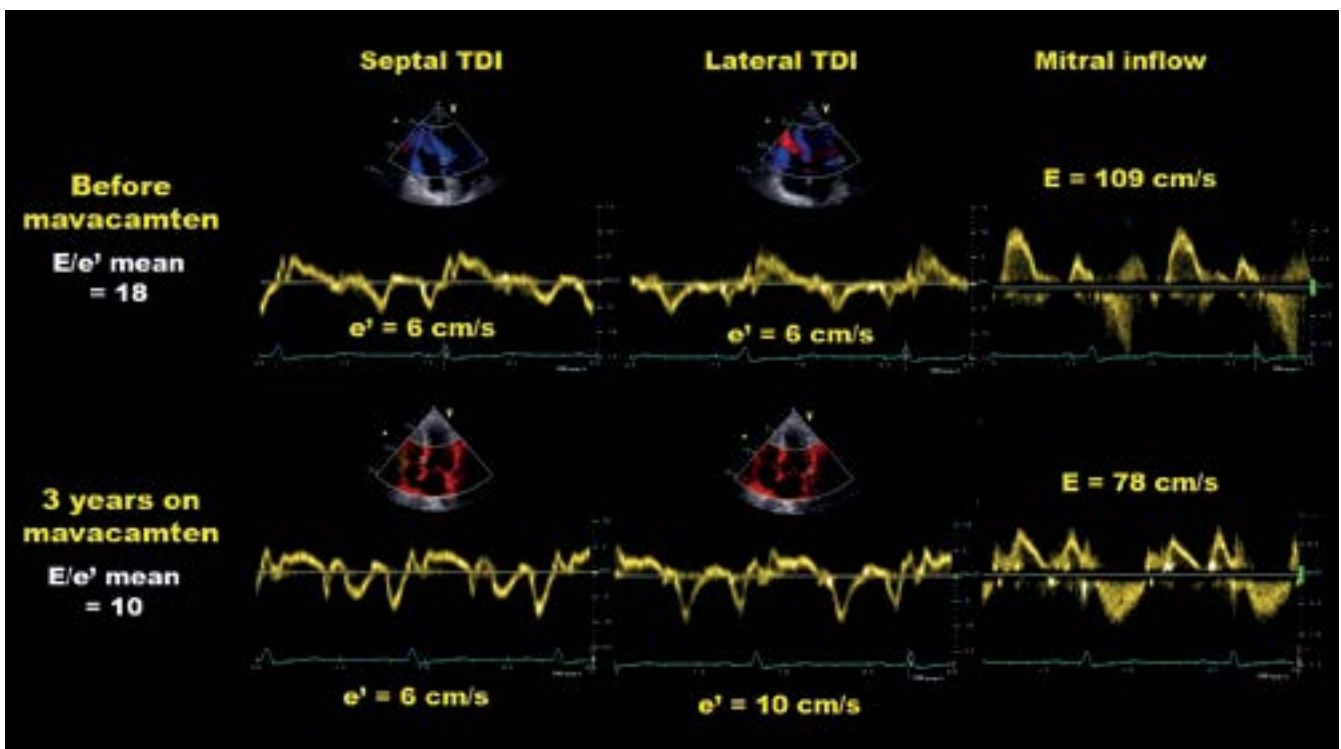 Septal TDI
Lateral TDI
Mitral inflow
Before
mavacamten
E/e' mean
= 18
e' = 6 cm/s
e' = 6 cm/s
E = 109 cm/s
3 years on
mavacamten
E/e' mean
= 10
e' = 6 cm/s
e' = 10 cm/s
E = 78 cm/s